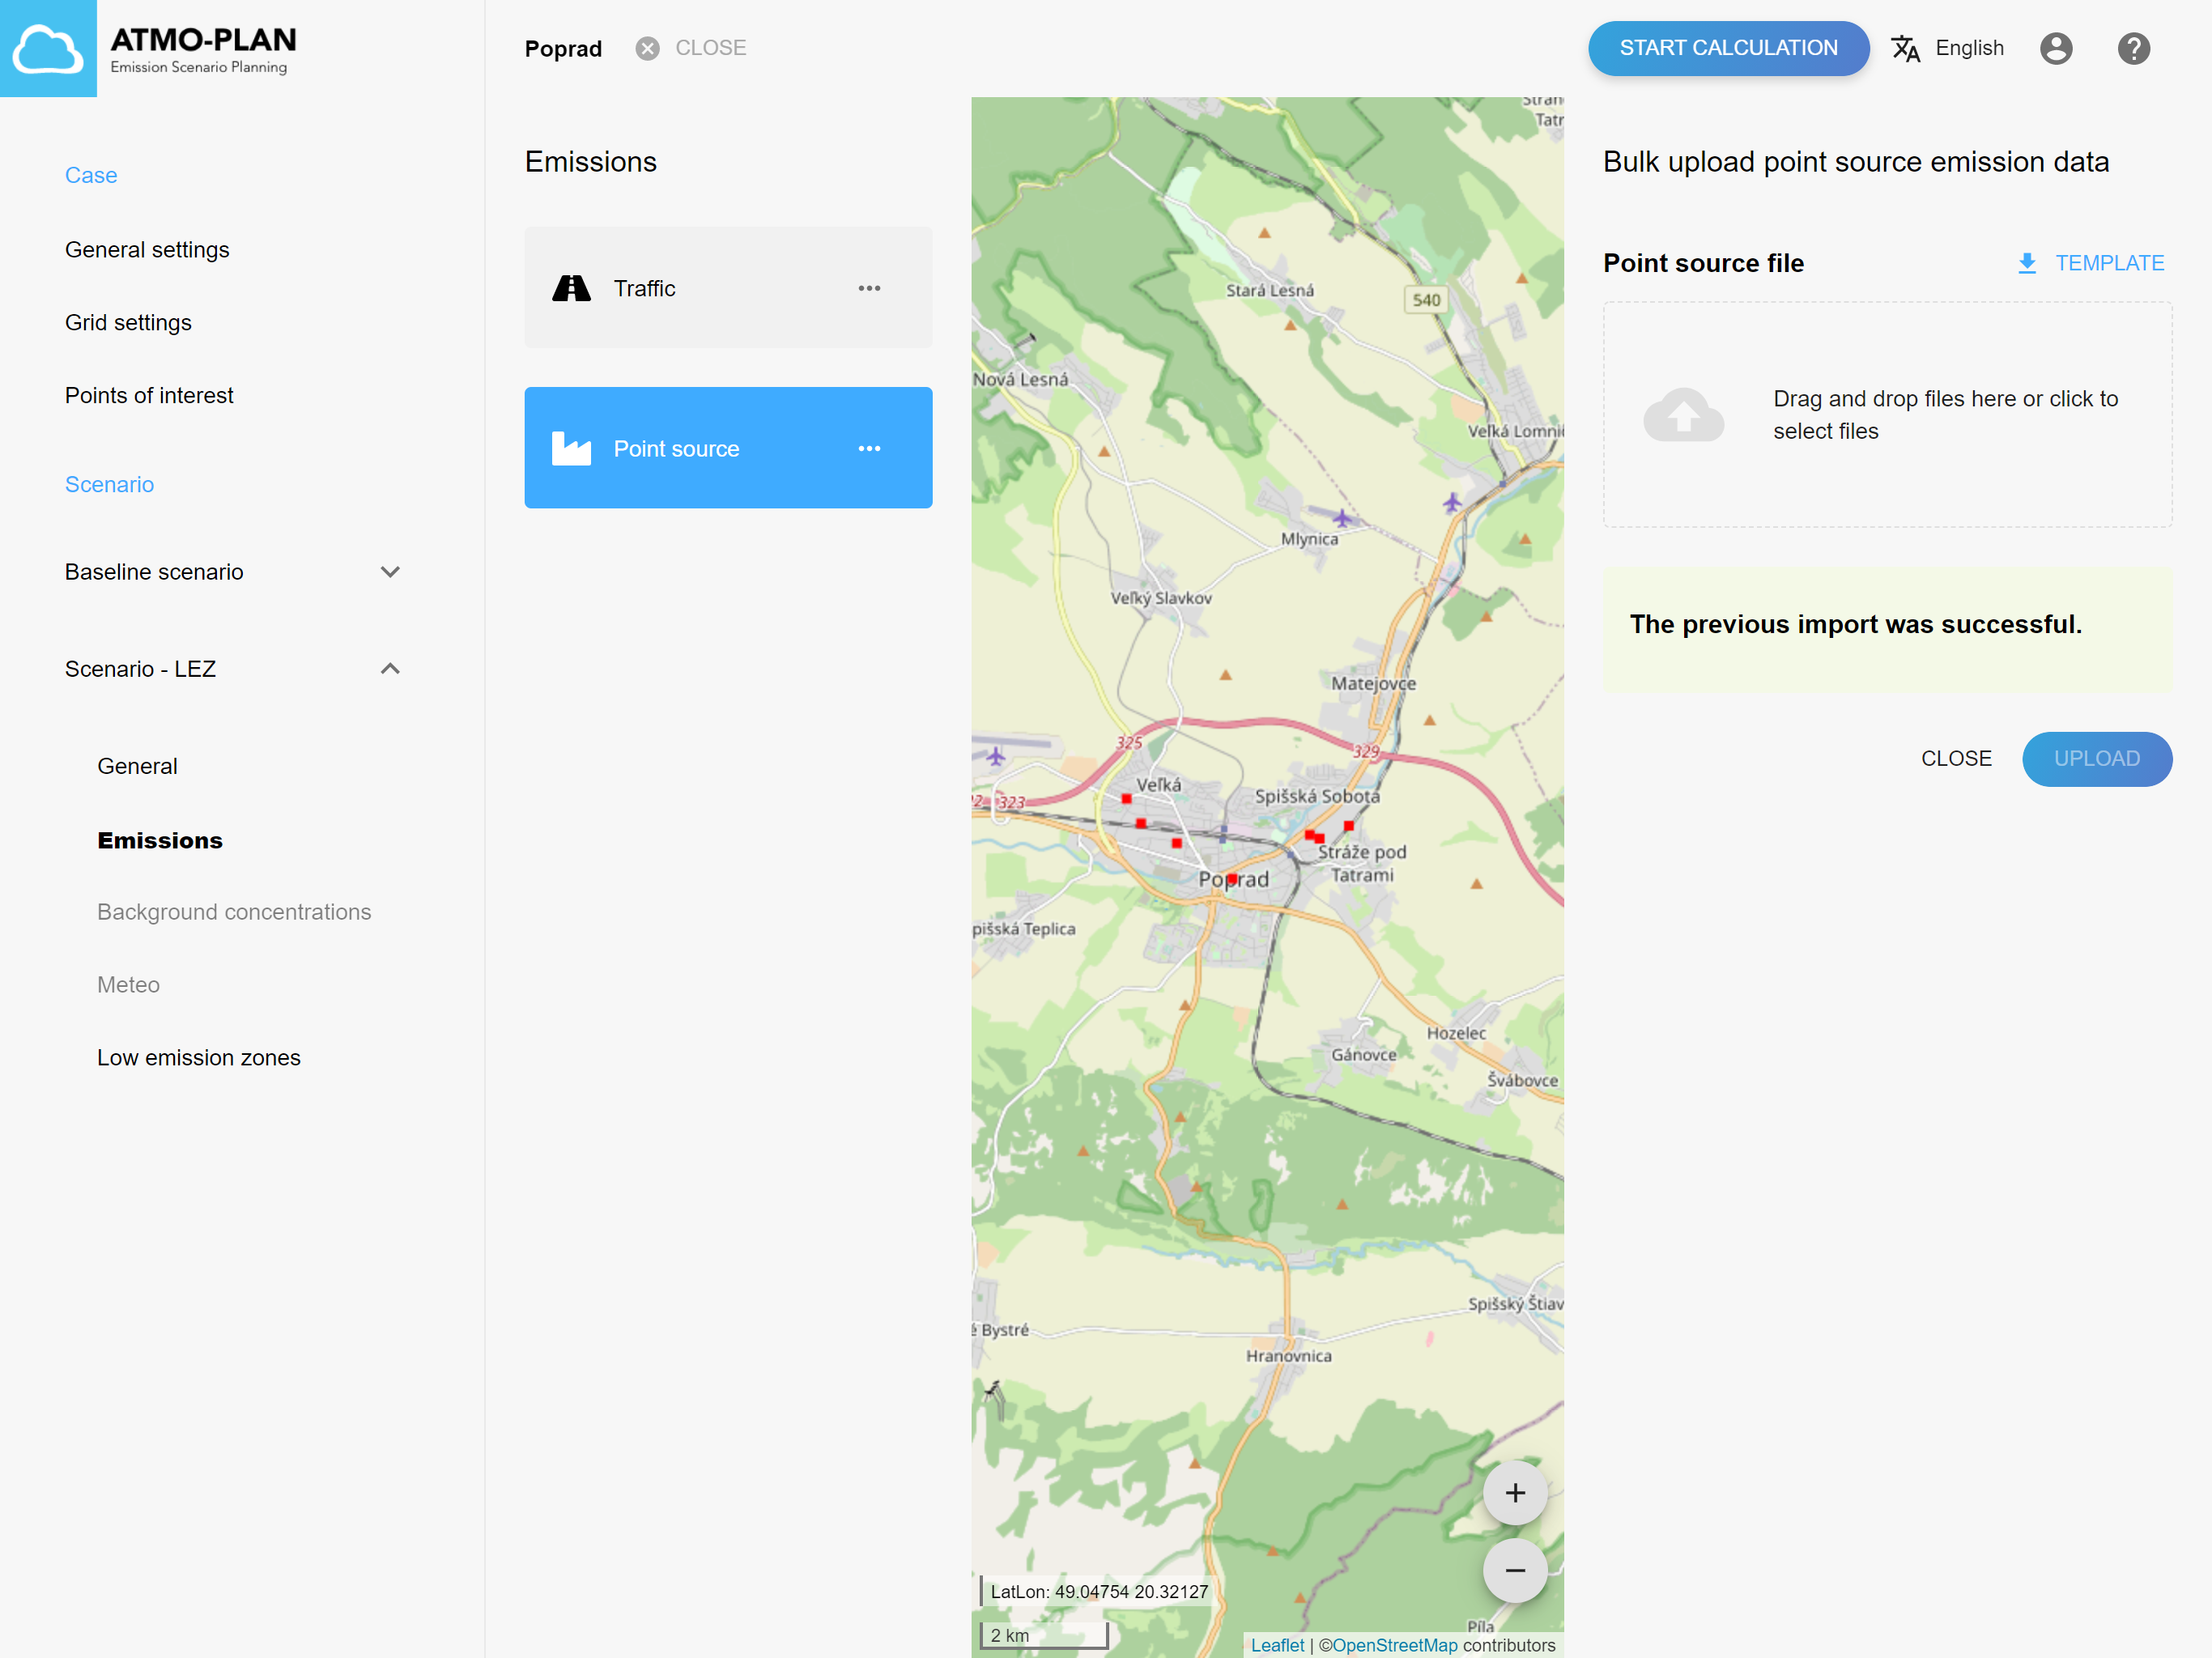 ATMO-PLAN
Emission Scenario Planning
Poprad
CLOSE
START CALCULATION
English
Case
General settings
Grid settings
Points of interest
Scenario
Baseline scenario
Scenario - LEZ
General
Emissions
Background concentrations
Meteo
Low emission zones
Emissions
Traffic
Point source
Stará Lesná
540
Nová Lesná
Veľká Lomni
Mlynica
Veľký Slavkov
Matejovce
325
329
Veľká
323
Spišská Sobota
Stráže pod
Tatrami
Poprad
pišská Teplica
Hozelec
Gánovce
Švábovce
Spišský Štiav
é Bystré
Hranovnica
Píla
+
−
LatLon: 49.04754 20.32127
2 km
Leaflet | ©OpenStreetMap contributors
Bulk upload point source emission data
Point source file
TEMPLATE
Drag and drop files here or click to
select files
The previous import was successful.
CLOSE
UPLOAD